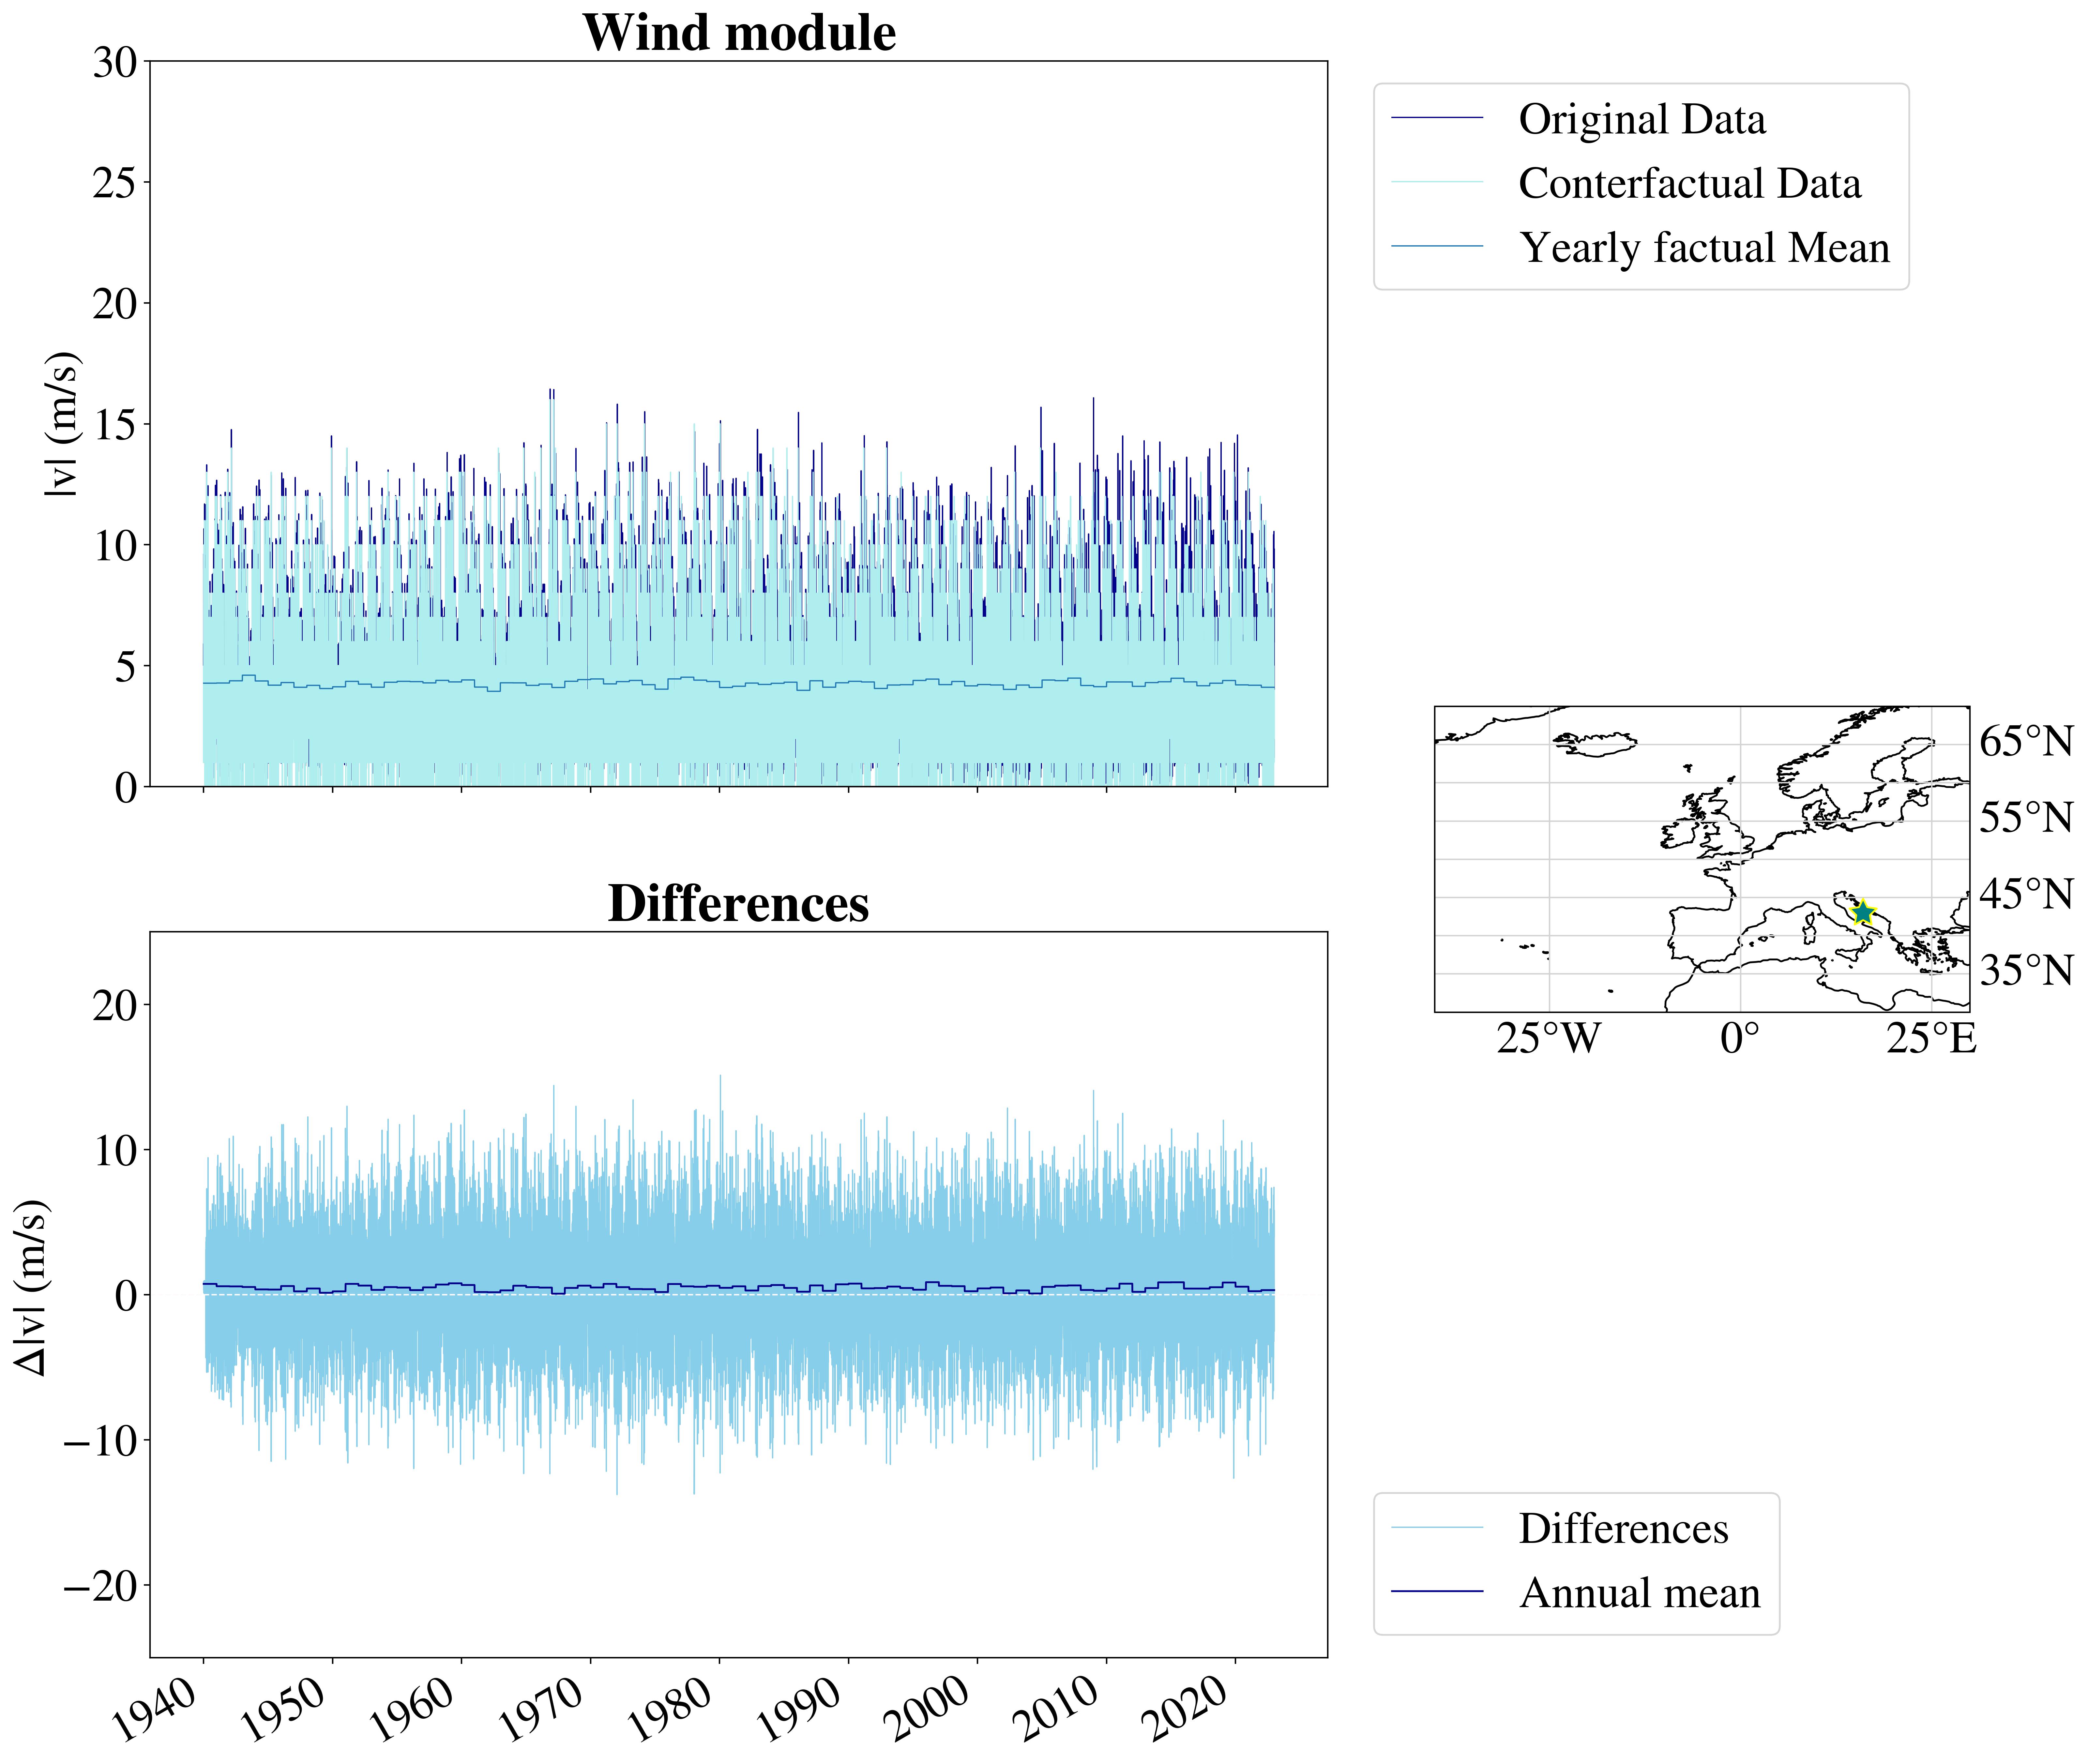 Wind module
30
25
20
15
10
5
0
|v| (m/s)
Original Data
Conterfactual Data
Yearly factual Mean
65°N
55°N
45°N
35°N
25°W 0° 25°E
Differences
20
10
0
−10
−20
Δ|v| (m/s)
1940 1950 1960 1970 1980 1990 2000 2010 2020
Differences
Annual mean